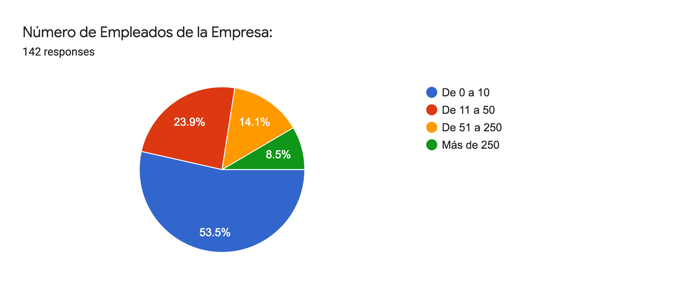 Número de Empleados de la Empresa:
142 responses
De 0 a 10
De 11 a 50
De 51 a 250
Más de 250
23.9%
14.1%
8.5%
53.5%